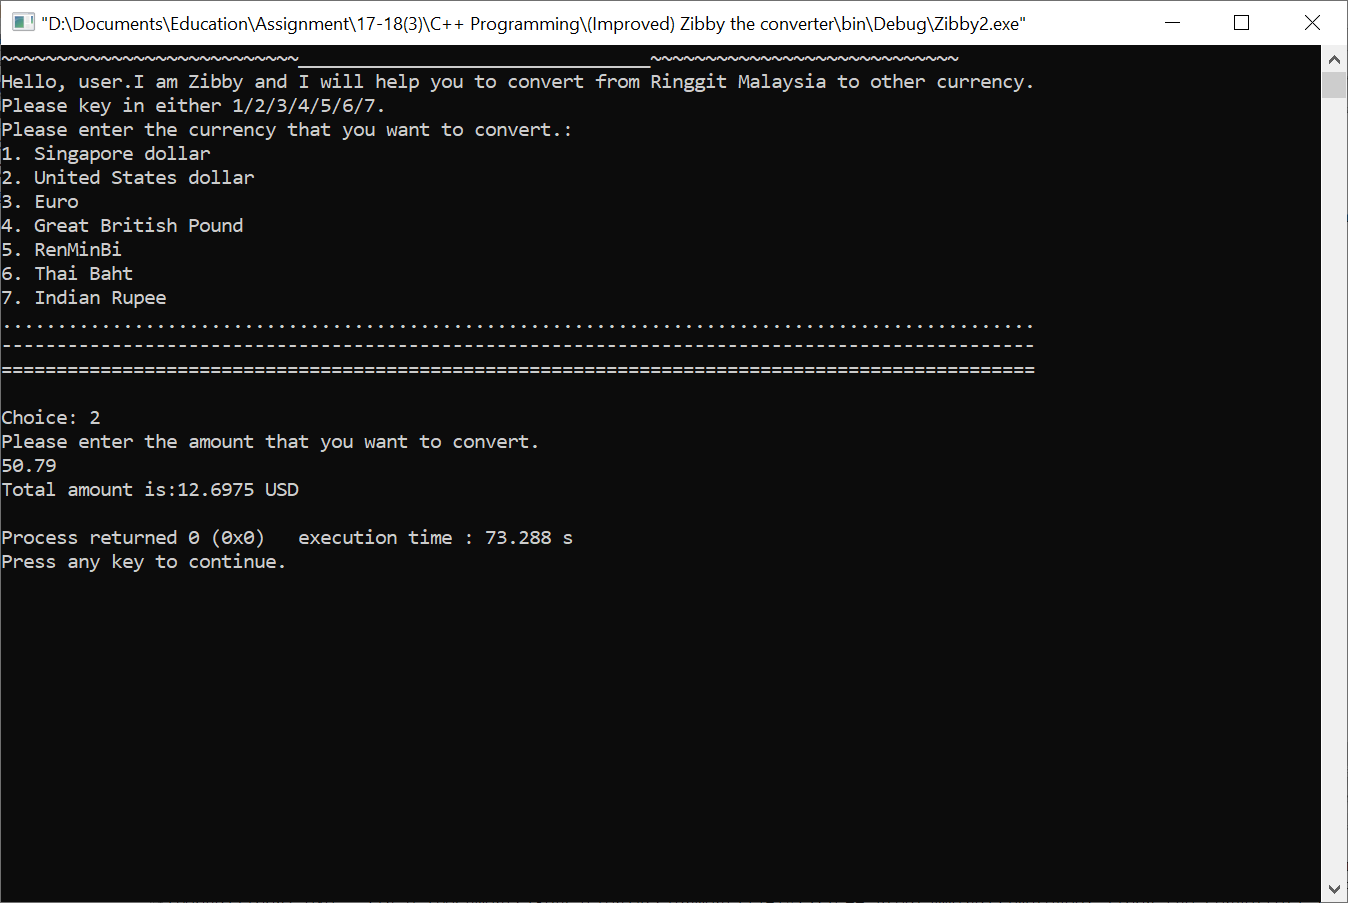 "D:\Documents\Education\Assignment\17-18(3)\C++ Programming\(Improved) Zibby the converter\bin\Debug\Zibby2.exe"
~~~~~~~~~~~~~~~~~~~~~~~~~~~________________________________~~~~~~~~~~~~~~~~~~~~~~~~~~~~
Hello, user.I am Zibby and I will help you to convert from Ringgit Malaysia to other currency.
Please key in either 1/2/3/4/5/6/7.
Please enter the currency that you want to convert.:
1. Singapore dollar
2. United States dollar
3. Euro
4. Great British Pound
5. RenMinBi
6. Thai Baht
7. Indian Rupee
..............................................................................................
----------------------------------------------------------------------------------------------
==============================================================================================
Choice: 2
Please enter the amount that you want to convert.
50.79
Total amount is:12.6975 USD
Process returned 0 (0x0)   execution time : 73.288 s
Press any key to continue.